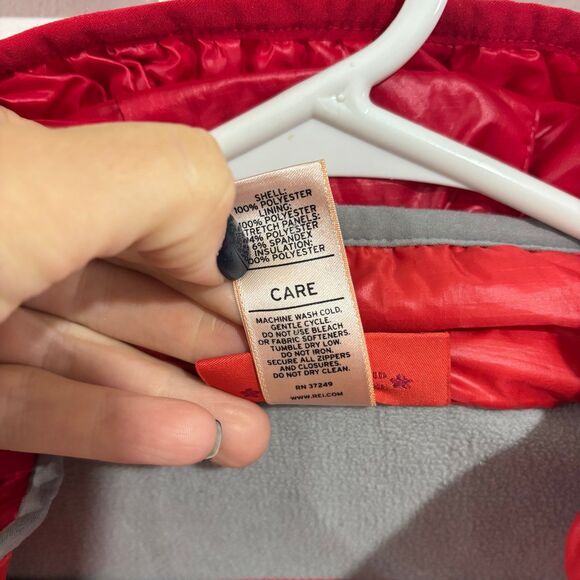 SHELL:
100% POLYESTER
LINING:
100% POLYESTER
STRETCH PANELS:
POLYESTER
6% SPANDEX
INSULATION:
100% POLYESTER
CARE
MACHINE WASH COLD,
GENTLE CYCLE.
DO NOT USE BLEACH
OR FABRIC SOFTENERS.
TUMBLE DRY LOW.
DO NOT IRON.
SECURE ALL ZIPPERS
AND CLOSURES.
DO NOT DRY CLEAN.
RN 37249
WWW.REI.COM